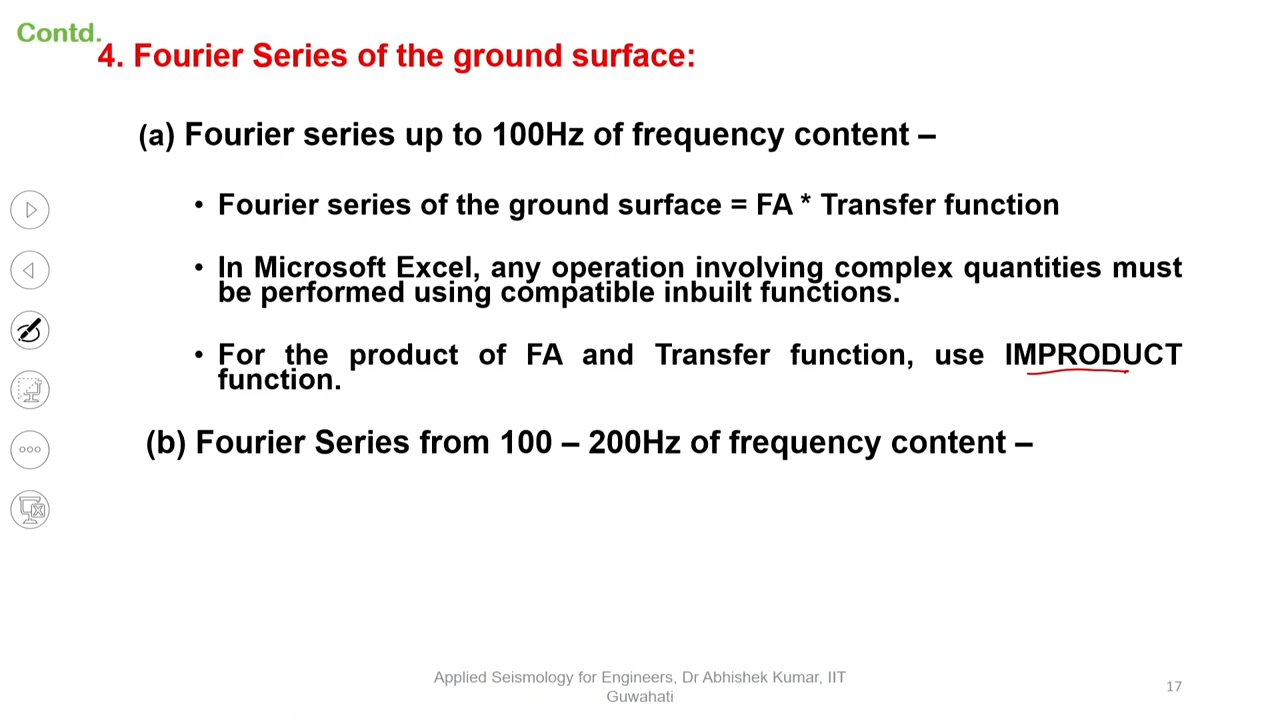 Contd.
4. Fourier Series of the ground surface:
(a) Fourier series up to 100Hz of frequency content –
• Fourier series of the ground surface = FA * Transfer function
• In Microsoft Excel, any operation involving complex quantities must
be performed using compatible inbuilt functions.
• For the product of FA and Transfer function, use IMPRODUCT
function.
(b) Fourier Series from 100 – 200Hz of frequency content –
Applied Seismology for Engineers, Dr Abhishek Kumar, IIT
Guwahati
17